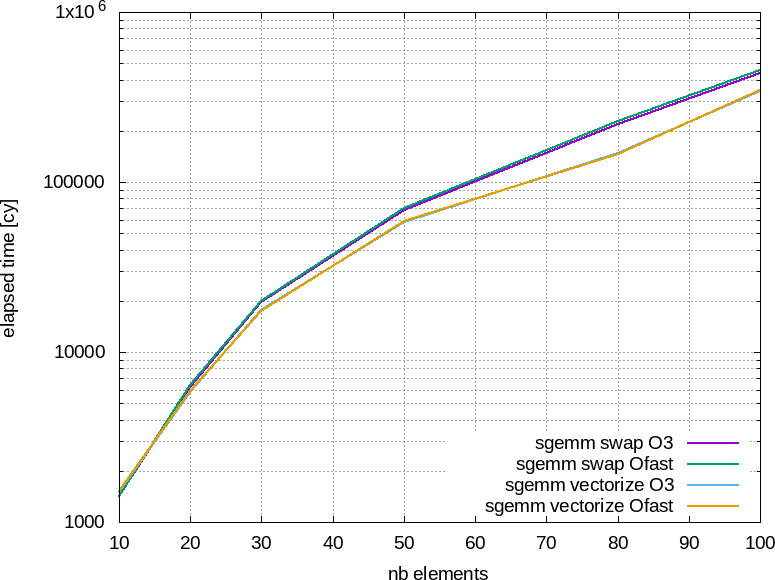 1x10 6
100000
10000
1000
elapsed time [cy]
sgemm swap O3
sgemm swap Ofast
sgemm vectorize O3
sgemm vectorize Ofast
10 20 30 40 50 60 70 80 90 100
nb elements